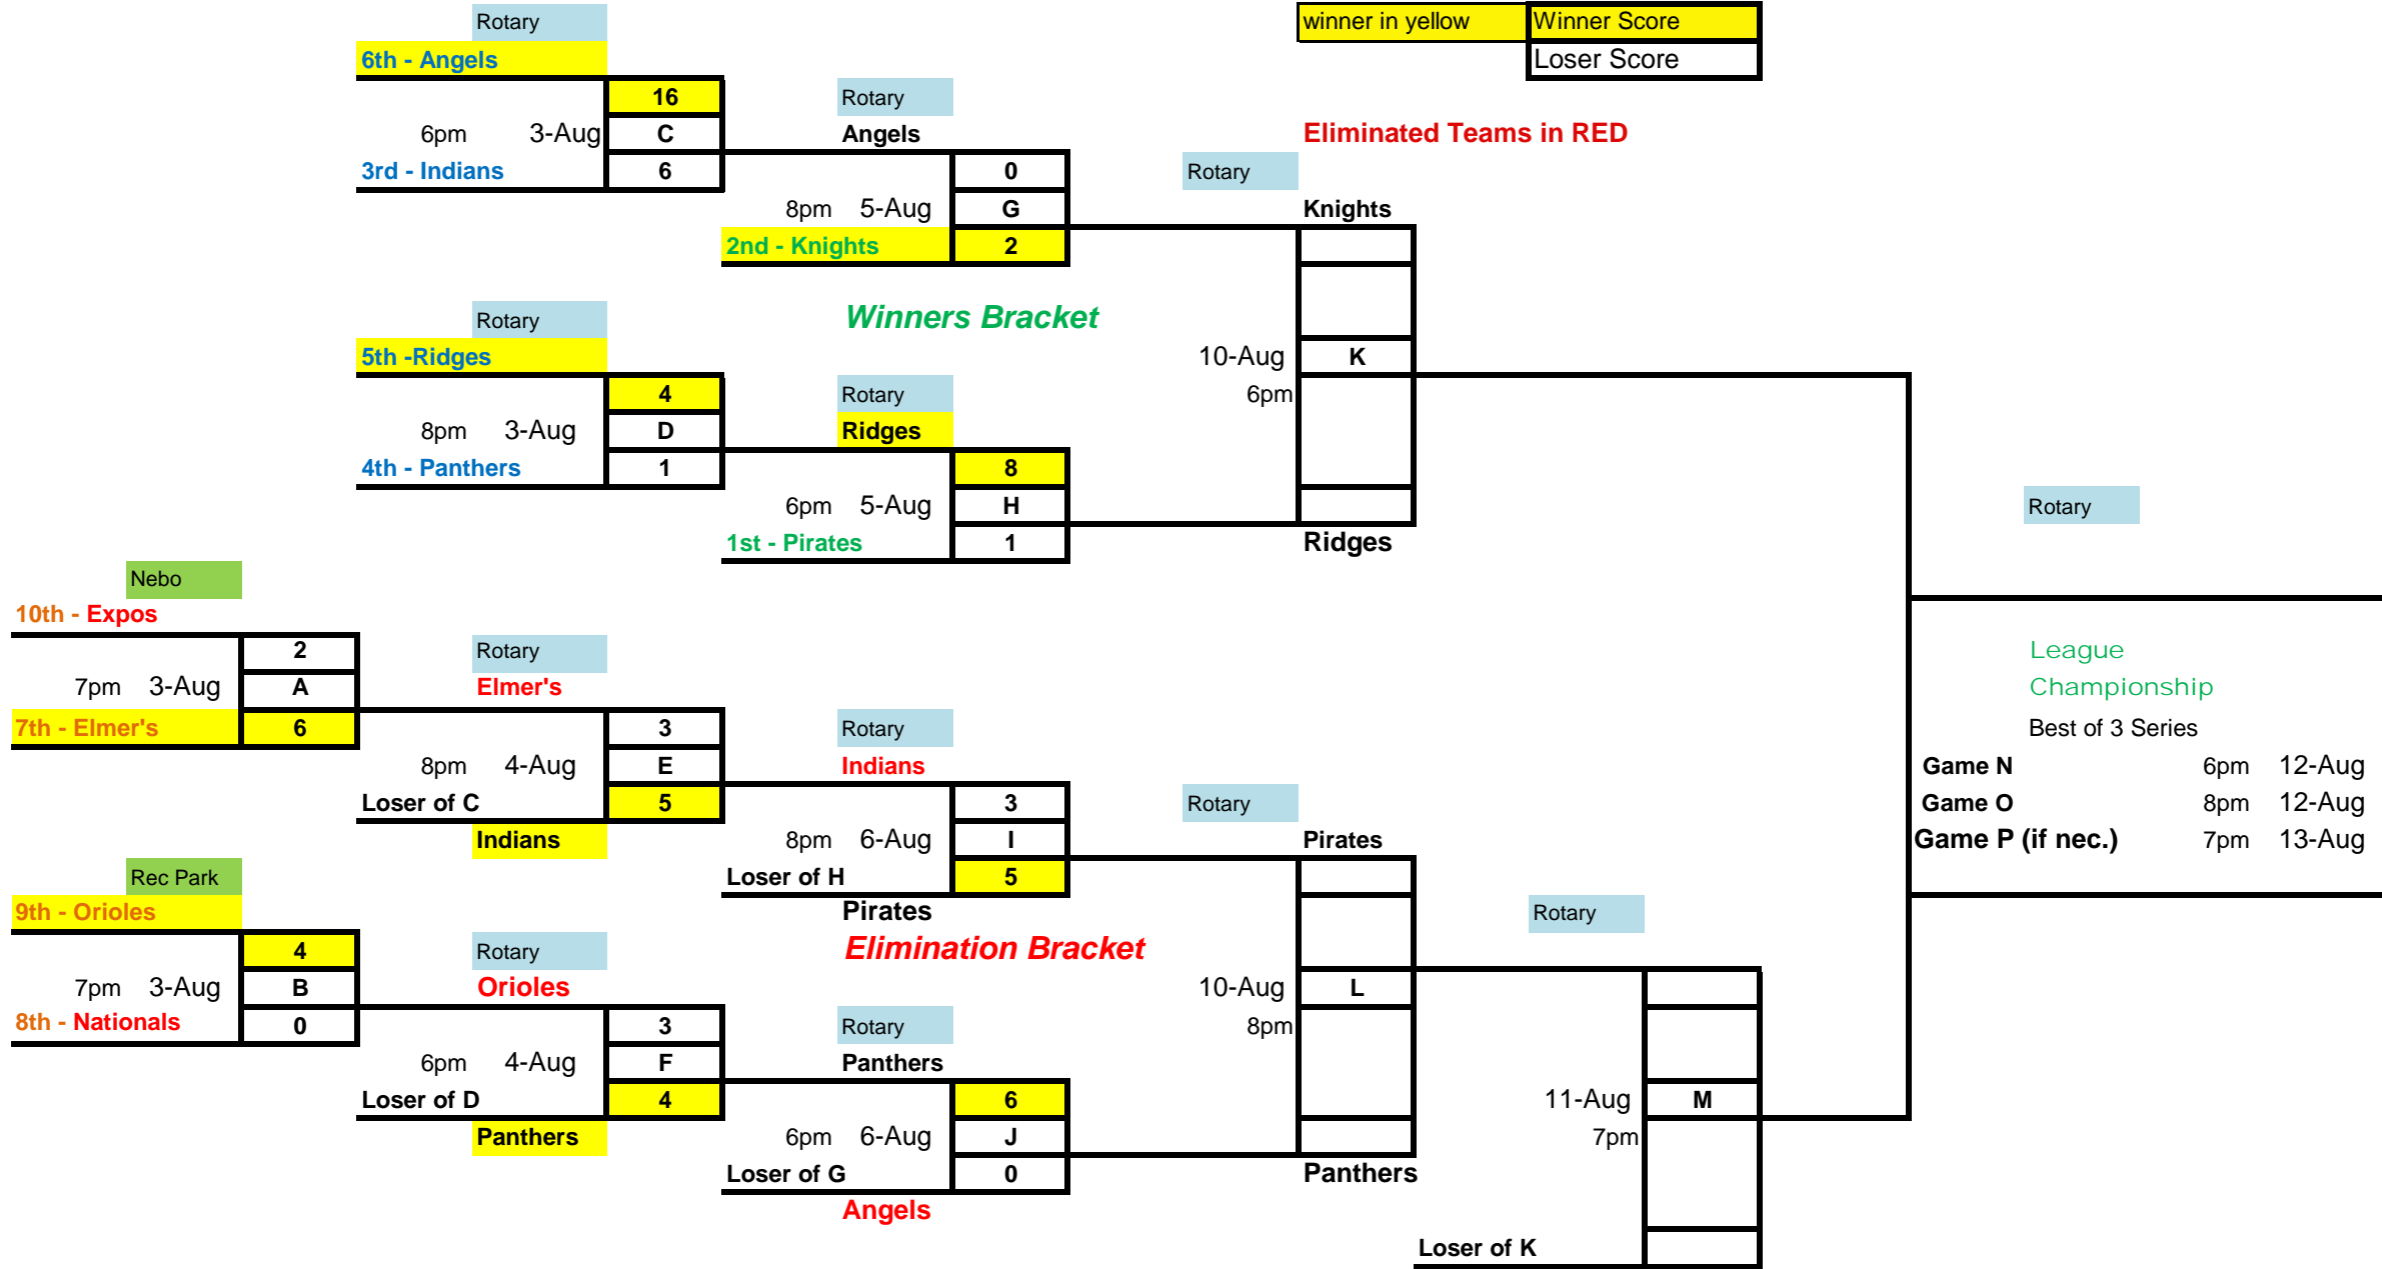 Rotary
winner in yellow Winner Score
6th - Angels
Loser Score
16
Rotary
6pm 3-Aug C
Angels
Eliminated Teams in RED
3rd - Indians 6
0
Rotary
8pm 5-Aug G
Knights
2nd - Knights 2
Rotary
Winners Bracket
5th -Ridges
10-Aug K
4
Rotary
6pm
8pm 3-Aug D
Ridges
4th - Panthers 1
8
6pm 5-Aug H
Rotary
1st - Pirates 1
Ridges
Nebo
10th - Expos
2
Rotary
League
7pm 3-Aug A
Elmer's
Championship
7th - Elmer's 6
3
Rotary
Best of 3 Series
8pm 4-Aug E
Indians
Game N 6pm 12-Aug
Loser of C 5
3
Rotary
Game O 8pm 12-Aug
Indians
8pm 6-Aug I
Pirates
Game P (if nec.) 7pm 13-Aug
Rec Park
Loser of H 5
9th - Orioles
Pirates
Rotary
4
Rotary
Elimination Bracket
7pm 3-Aug B
Orioles
10-Aug L
8th - Nationals 0
3
Rotary
8pm
6pm 4-Aug F
Panthers
Loser of D 4
6
11-Aug M
Panthers
6pm 6-Aug J
7pm
Loser of G 0
Panthers
Angels
Loser of K